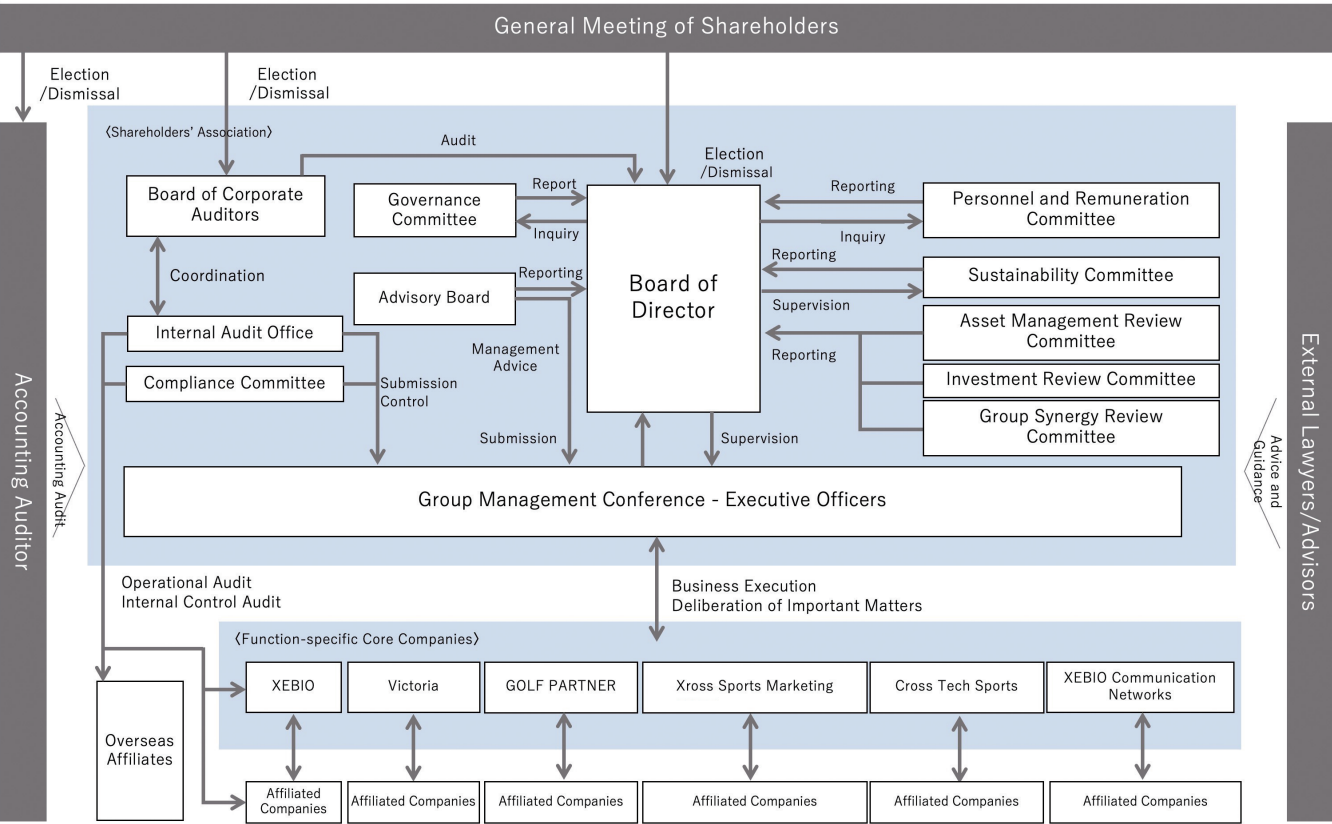 General Meeting of Shareholders
Election
/Dismissal
Election
/Dismissal
〈Shareholders' Association〉
Audit
Election
/Dismissal
Board of Corporate
Auditors
Governance
Committee
Report
Inquiry
Board of
Director
Reporting
Inquiry
Personnel and Remuneration
Committee
Coordination
Advisory Board
Reporting
Reporting
Supervision
Sustainability Committee
Internal Audit Office
Compliance Committee
Submission
Control
Management
Advice
Submission
Reporting
Asset Management Review
Committee
Investment Review Committee
Group Synergy Review
Committee
Supervision
Group Management Conference - Executive Officers
Accounting Auditor
Accounting Audit
Advice and
Guidance
External Lawyers/Advisors
Operational Audit
Internal Control Audit
Business Execution
Deliberation of Important Matters
〈Function-specific Core Companies〉
XEBIO
Victoria
GOLF PARTNER
Xross Sports Marketing
Cross Tech Sports
XEBIO Communication
Networks
Overseas
Affiliates
Affiliated
Companies
Affiliated Companies
Affiliated Companies
Affiliated Companies
Affiliated Companies
Affiliated Companies